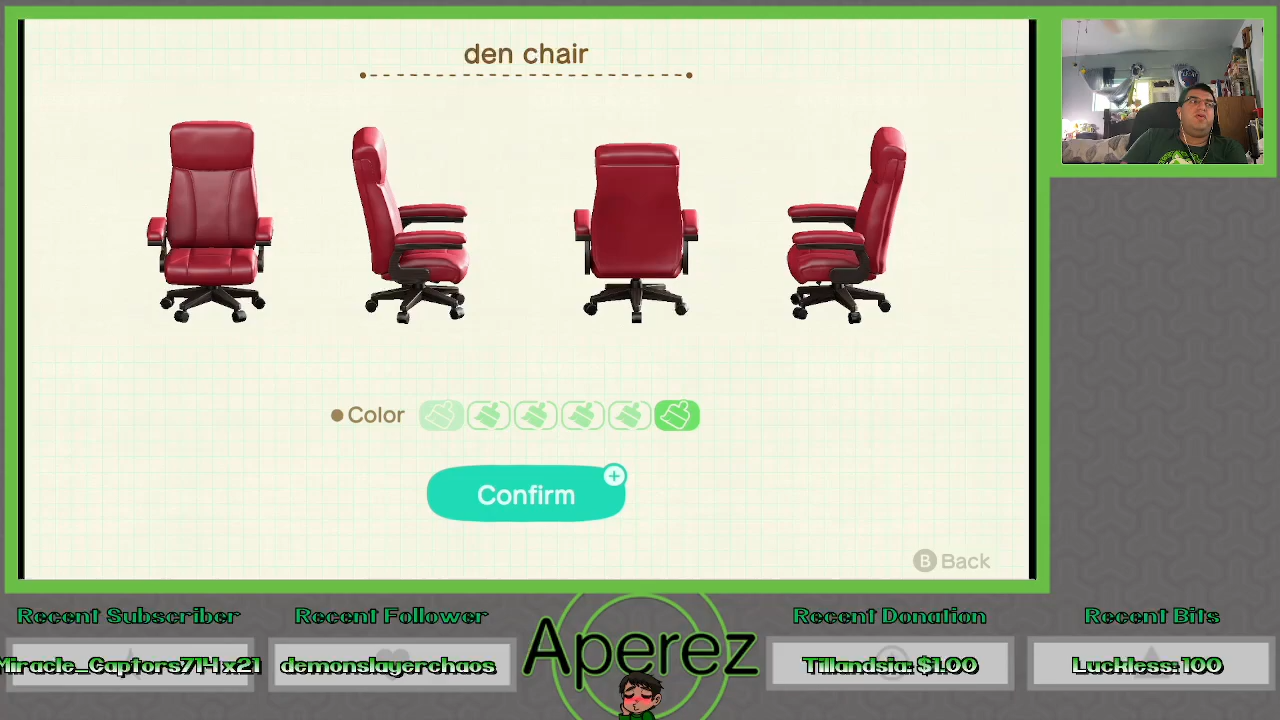 den chair
Color
Confirm
B Back
Recent Subscriber
Recent Follower
Recent Donation
Recent Bits
Miracle_Captors714 x21
demonslayerchaos
Aperez
Tillandsia: $1.00
Luckless: 100